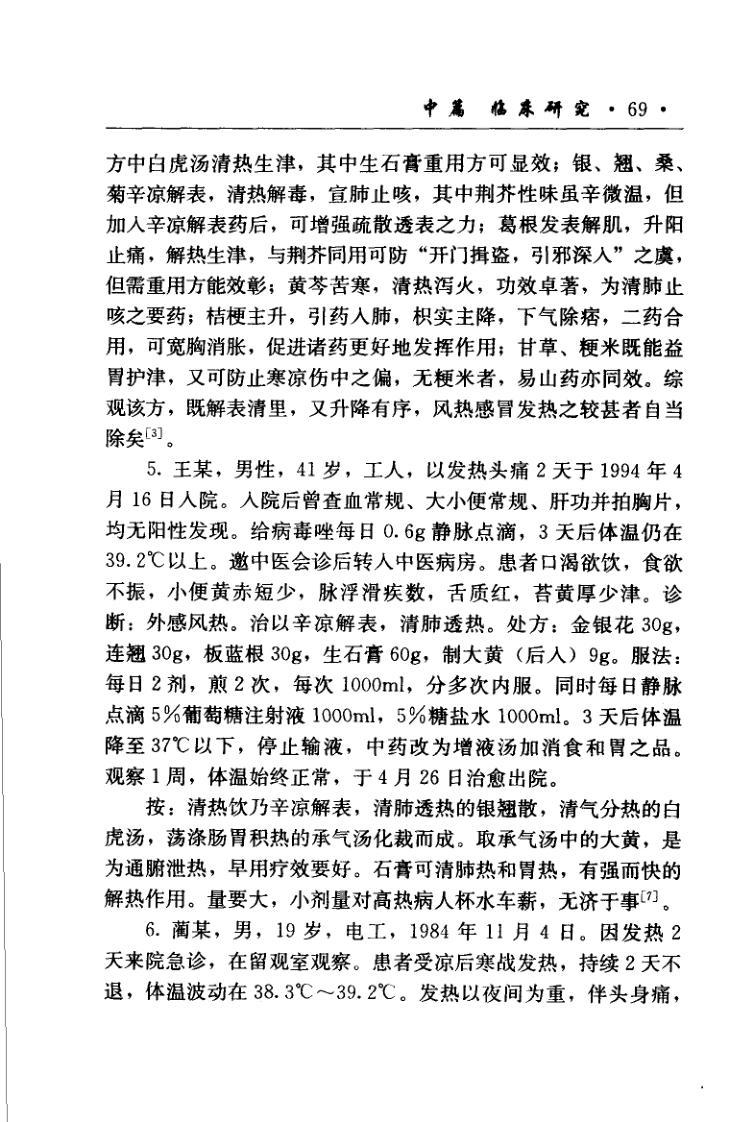 中篇 临床研究 · 69 ·
方中白虎汤清热生津，其中生石膏重用方可显效；银、翘、桑、
菊辛凉解表，清热解毒，宣肺止咳，其中荆芥性味虽辛微温，但
加入辛凉解表药后，可增强疏散透表之力；葛根发表解肌，升阳
止痛，解热生津，与荆芥同用可防“开门揖盗，引邪深入”之虞，
但需重用方能效彰；黄芩苦寒，清热泻火，功效卓著，为清肺止
咳之要药；桔梗主升，引药入肺，枳实主降，下气除痞，二药合
用，可宽胸消胀，促进诸药更好地发挥作用；甘草、粳米既能益
胃护津，又可防止寒凉伤中之偏，无粳米者，易山药亦同效。综
观该方，既解表清里，又升降有序，风热感冒发热之较甚者自当
除矣[3]。
5. 王某，男性，41 岁，工人，以发热头痛 2 天于 1994 年 4
月 16 日入院。入院后曾查血常规、大小便常规、肝功并拍胸片，
均无阳性发现。给病毒唑每日 0.6g 静脉点滴，3 天后体温仍在
39.2℃以上。邀中医会诊后转入中医病房。患者口渴欲饮，食欲
不振，小便黄赤短少，脉浮滑疾数，舌质红，苔黄厚少津。诊
断：外感风热。治以辛凉解表，清肺透热。处方：金银花 30g，
连翘 30g，板蓝根 30g，生石膏 60g，制大黄（后入）9g。服法：
每日 2 剂，煎 2 次，每次 1000ml，分多次内服。同时每日静脉
点滴 5%葡萄糖注射液 1000ml，5%糖盐水 1000ml。3 天后体温
降至 37℃以下，停止输液，中药改为增液汤加消食和胃之品。
观察 1 周，体温始终正常，于 4 月 26 日治愈出院。
按：清热饮乃辛凉解表，清肺透热的银翘散，清气分热的白
虎汤，荡涤肠胃积热的承气汤化裁而成。取承气汤中的大黄，是
为通腑泄热，早用疗效要好。石膏可清肺热和胃热，有强而快的
解热作用。量要大，小剂量对高热病人杯水车薪，无济于事[7]。
6. 蔺某，男，19 岁，电工，1984 年 11 月 4 日。因发热 2
天来院急诊，在留观室观察。患者受凉后寒战发热，持续 2 天不
退，体温波动在 38.3℃～39.2℃。发热以夜间为重，伴头身痛，